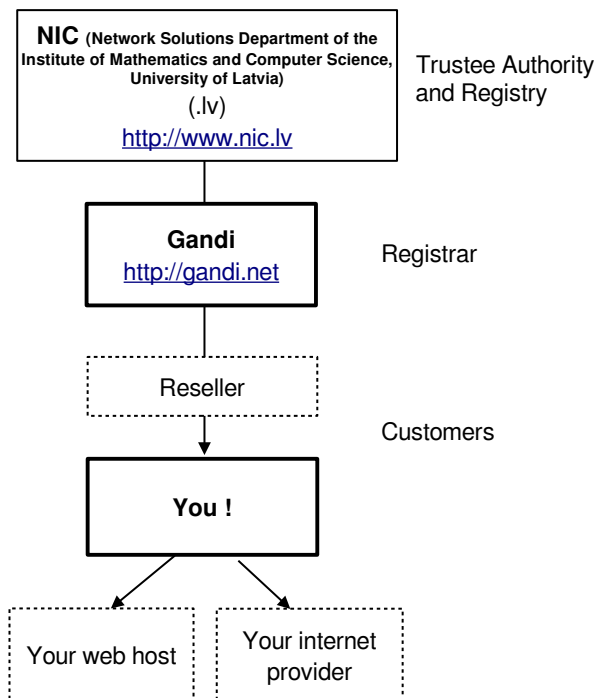 NIC (Network Solutions Department of the
Institute of Mathematics and Computer Science,
University of Latvia)
(.lv)
http://www.nic.lv
Trustee Authority
and Registry
Gandi
http://gandi.net
Registrar
Reseller
Customers
You !
Your web host
Your internet
provider